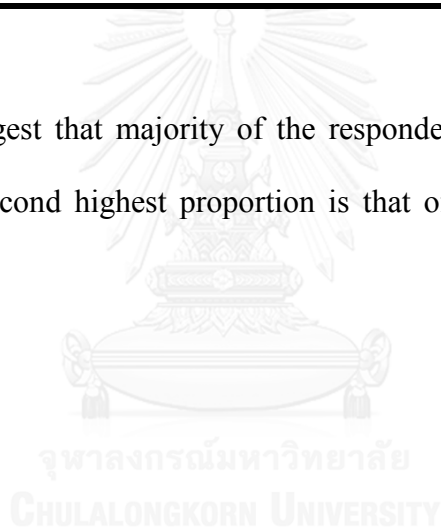 gest that majority of the responde
cond highest proportion is that o
จุฬาลงกรณ์มหาวิทยาลัย
CHULALONGKORN UNIVERSITY